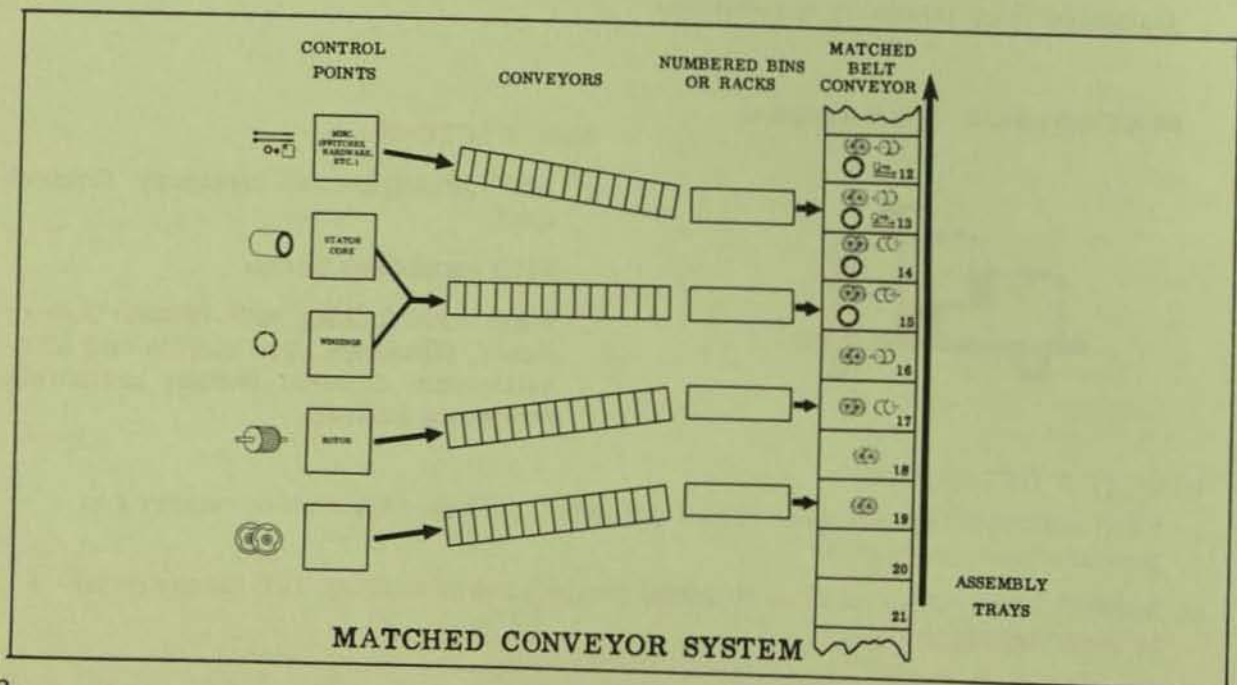 CONTROL
POINTS
CONVEYORS
NUMBERED BINS
OR RACKS
MATCHED
BELT
CONVEYOR
MISC.
(SWITCHES,
HARDWARE,
ETC.)
STATOR
CORE
WINDINGS
ROTOR
12
13
14
15
16
17
18
19
20
21
ASSEMBLY
TRAYS
MATCHED CONVEYOR SYSTEM